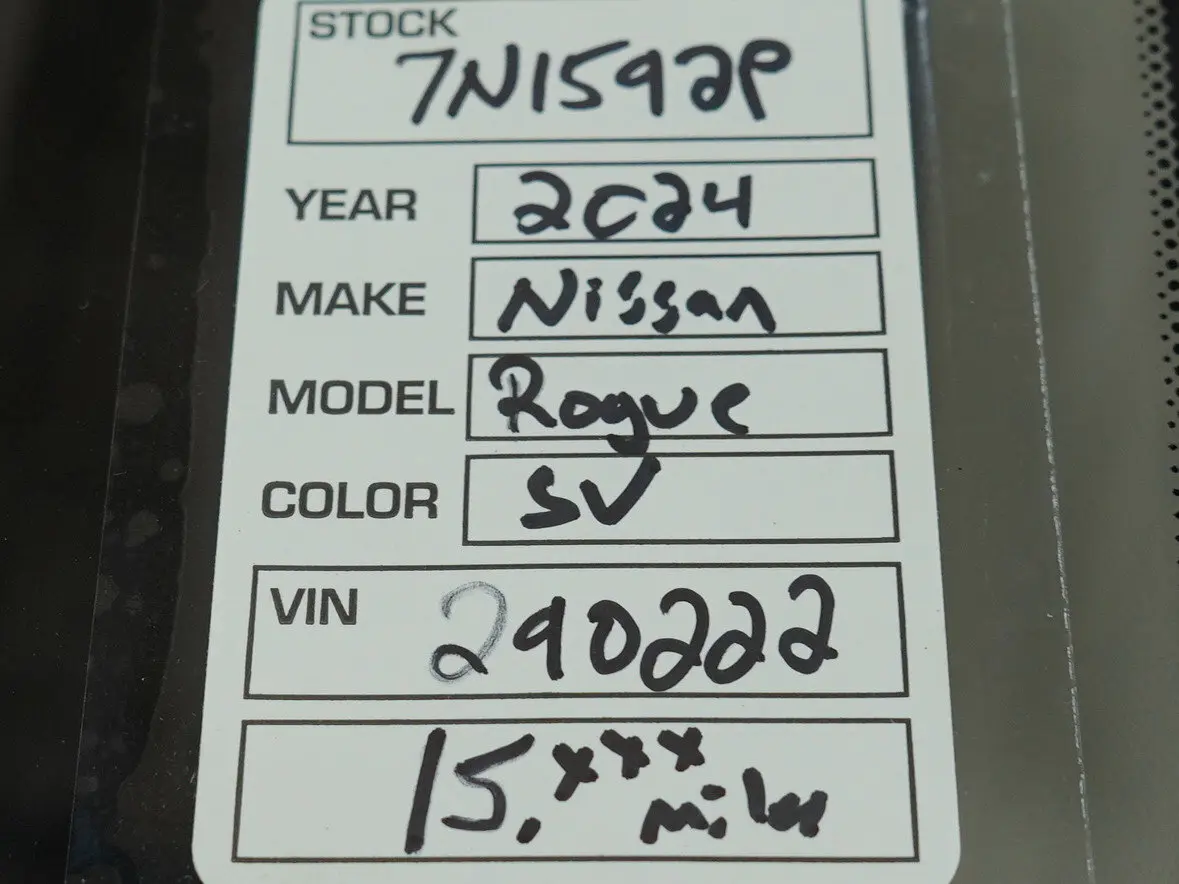 STOCK
7N1592P
YEAR 2024
MAKE Nissan
MODEL Rogue
COLOR SV
VIN 290222
15,xxx miles